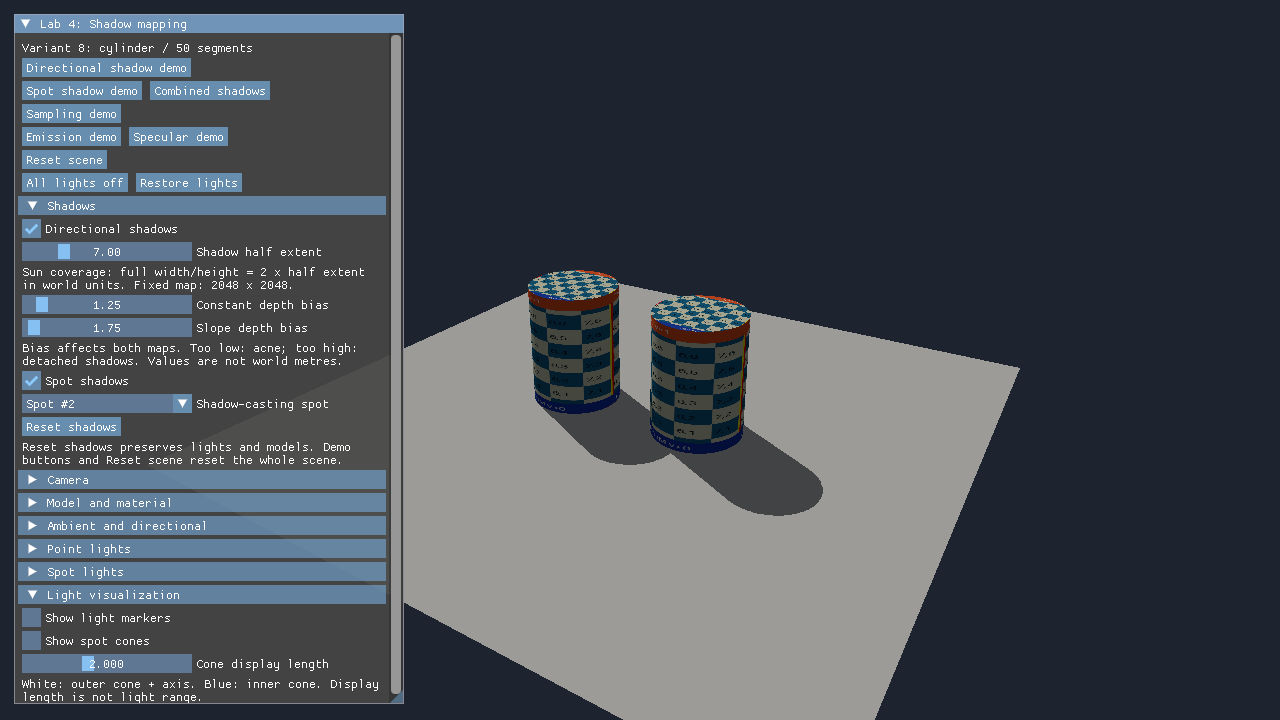 Lab 4: Shadow mapping
Variant 8: cylinder / 50 segments
Directional shadow demo
Spot shadow demo Combined shadows
Sampling demo
Emission demo Specular demo
Reset scene
All lights off Restore lights
Shadows
Directional shadows
7.00 Shadow half extent
Sun coverage: full width/height = 2 x half extent
in world units. Fixed map: 2048 x 2048.
1.25 Constant depth bias
1.75 Slope depth bias
Bias affects both maps. Too low: acne; too high:
detached shadows. Values are not world metres.
Spot shadows
Spot #2 Shadow-casting spot
Reset shadows
Reset shadows preserves lights and models. Demo
buttons and Reset scene reset the whole scene.
Camera
Model and material
Ambient and directional
Point lights
Spot lights
Light visualization
Show light markers
Show spot cones
2.000 Cone display length
White: outer cone + axis. Blue: inner cone. Display
length is not light range.